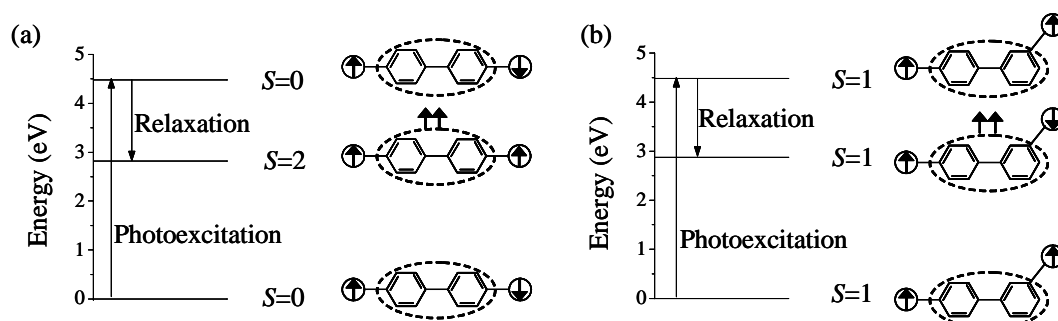 (a)
Energy (eV)
5
4
3
2
1
0
Relaxation
Photoexcitation
S=0
S=2
S=0
(b)
Energy (eV)
5
4
3
2
1
0
Relaxation
Photoexcitation
S=1
S=1
S=1